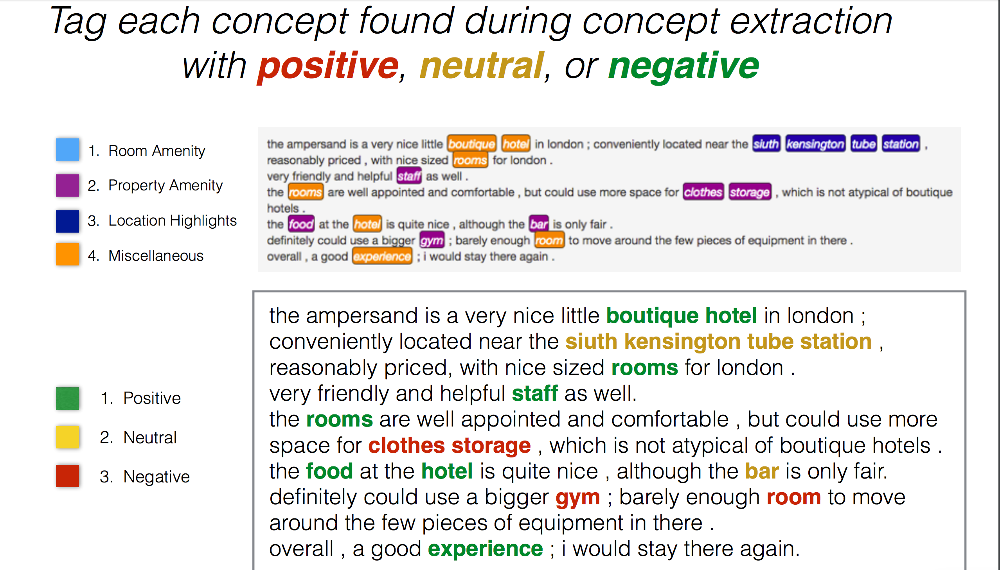 Tag each concept found during concept extraction
with positive, neutral, or negative
1. Room Amenity
2. Property Amenity
3. Location Highlights
4. Miscellaneous
the ampersand is a very nice little boutique hotel in london ; conveniently located near the siuth kensington tube station ,
reasonably priced , with nice sized rooms for london .
very friendly and helpful staff as well .
the rooms are well appointed and comfortable , but could use more space for clothes storage , which is not atypical of boutique
hotels .
the food at the hotel is quite nice , although the bar is only fair .
definitely could use a bigger gym ; barely enough room to move around the few pieces of equipment in there .
overall , a good experience ; i would stay there again .
1. Positive
2. Neutral
3. Negative
the ampersand is a very nice little boutique hotel in london ;
conveniently located near the siuth kensington tube station ,
reasonably priced, with nice sized rooms for london .
very friendly and helpful staff as well.
the rooms are well appointed and comfortable , but could use more
space for clothes storage , which is not atypical of boutique hotels .
the food at the hotel is quite nice , although the bar is only fair.
definitely could use a bigger gym ; barely enough room to move
around the few pieces of equipment in there .
overall , a good experience ; i would stay there again.